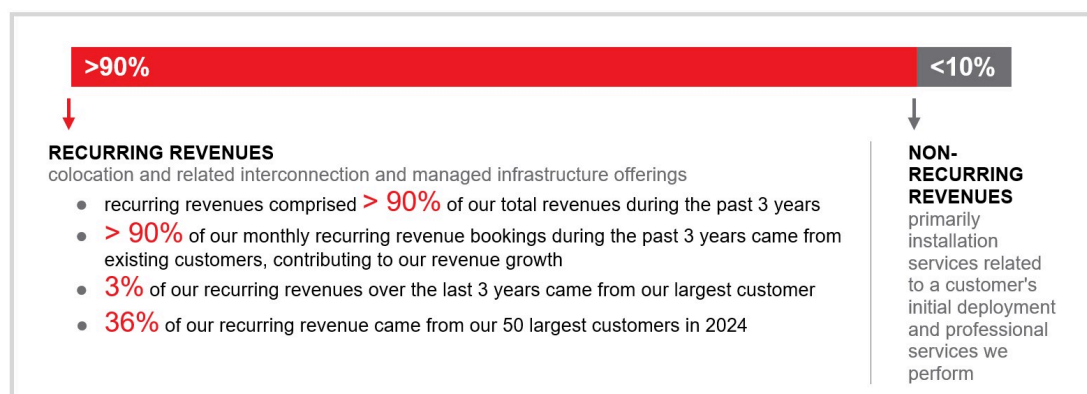 >90%
<10%
RECURRING REVENUES
colocation and related interconnection and managed infrastructure offerings
recurring revenues comprised > 90% of our total revenues during the past 3 years
> 90% of our monthly recurring revenue bookings during the past 3 years came from
existing customers, contributing to our revenue growth
3% of our recurring revenues over the last 3 years came from our largest customer
36% of our recurring revenue came from our 50 largest customers in 2024
NON-
RECURRING
REVENUES
primarily
installation
services related
to a customer's
initial deployment
and professional
services we
perform